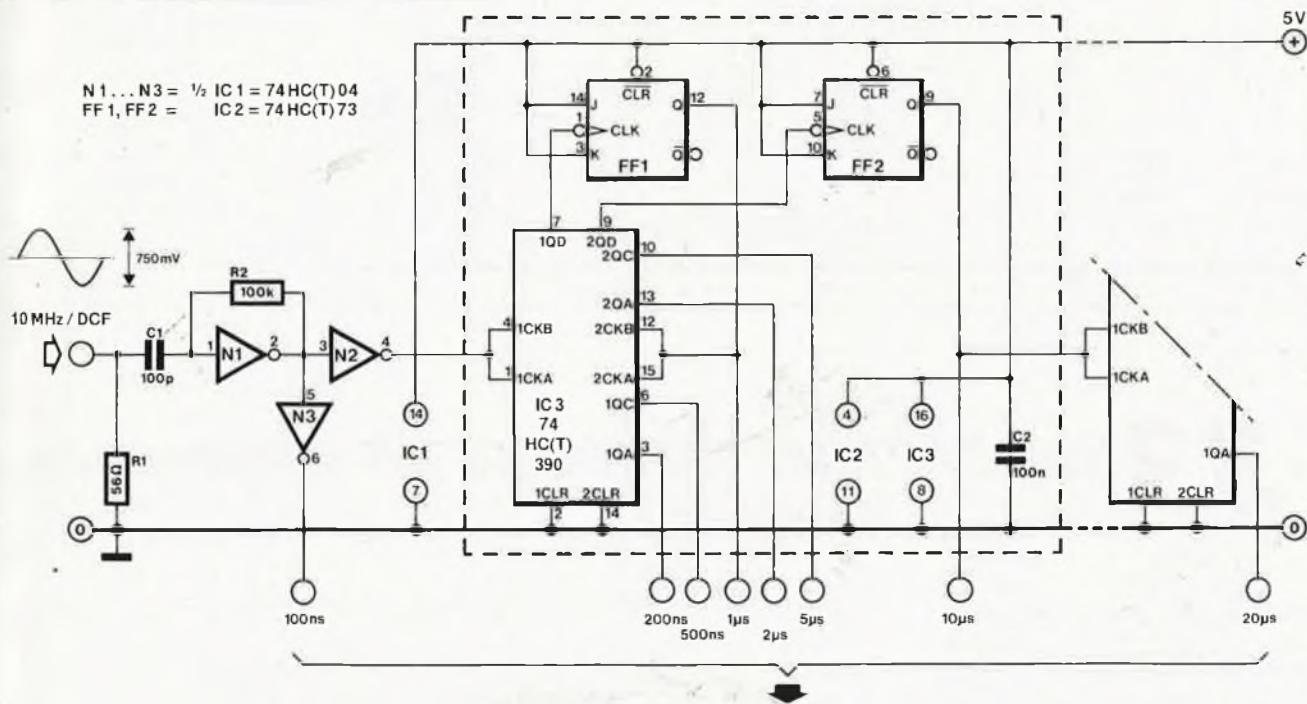 5V
+
N1...N3 = ½ IC1 = 74HC(T)04
FF1, FF2 = IC2 = 74HC(T)73
2
CLR
14
J
Q
12
1
CLK
3
K
Q
FF1
6
CLR
7
J
Q
9
5
CLK
10
K
Q
FF2
750mV
10 MHz / DCF
C1
100p
R2
100k
1
N1
2
3
N2
4
5
N3
6
R1
56Ω
0
14
IC1
7
7
9
1QD
2QD
2QC
10
2QA
13
4
1CKB
2CKB
12
1
1CKA
2CKA
15
1QC
6
IC 3
74
HC(T)
390
1QA
3
1CLR
2CLR
2
14
4
IC2
11
16
IC3
8
C2
100n
1CKB
1CKA
1QA
1CLR
2CLR
0
100ns
200ns
500ns
1µs
2µs
5µs
10µs
20µs